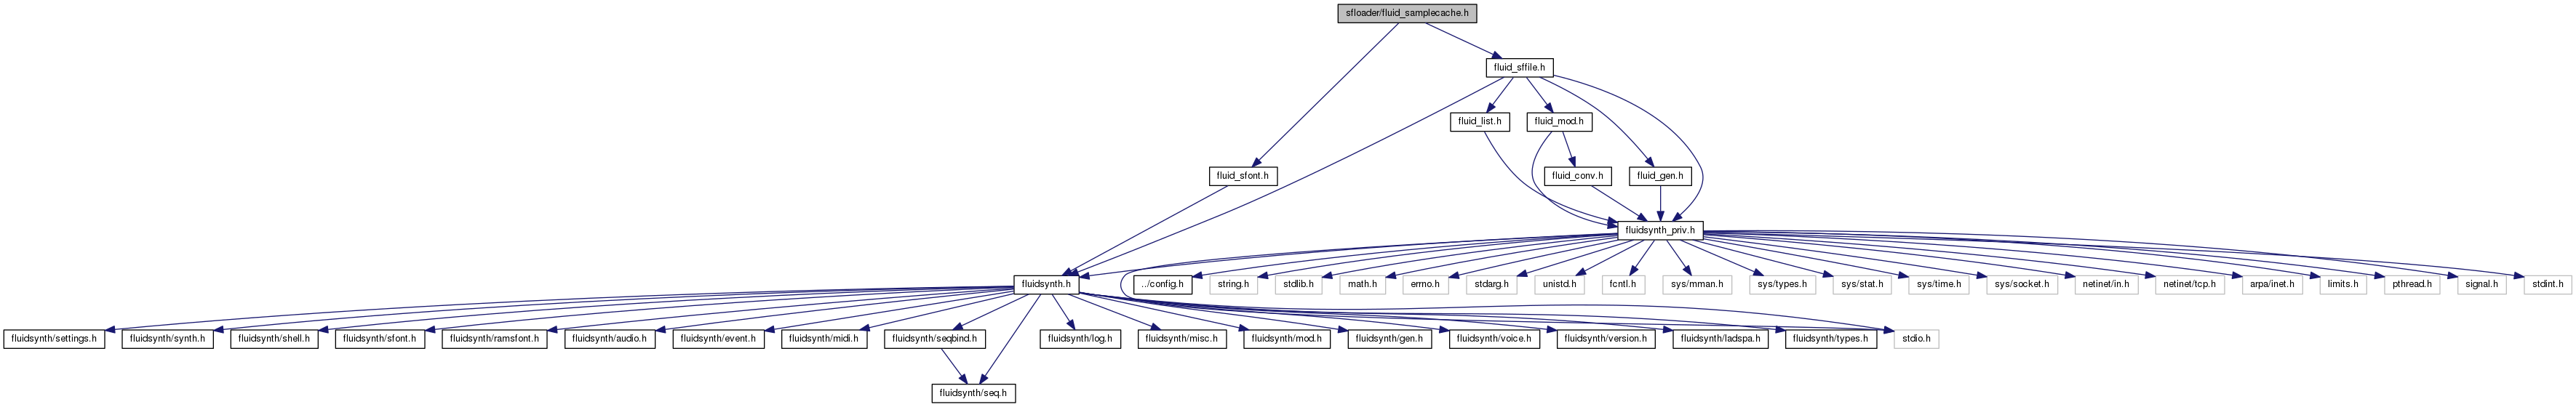 sfloader/fluid_samplecache.h
fluid_sffile.h
fluid_list.h
fluid_mod.h
fluid_sfont.h
fluid_conv.h
fluid_gen.h
fluidsynth_priv.h
fluidsynth.h
../config.h
string.h
stdlib.h
math.h
errno.h
stdarg.h
unistd.h
fcntl.h
sys/mman.h
sys/types.h
sys/stat.h
sys/time.h
sys/socket.h
netinet/in.h
netinet/tcp.h
arpa/inet.h
limits.h
pthread.h
signal.h
stdint.h
fluidsynth/settings.h
fluidsynth/synth.h
fluidsynth/shell.h
fluidsynth/sfont.h
fluidsynth/ramsfont.h
fluidsynth/audio.h
fluidsynth/event.h
fluidsynth/midi.h
fluidsynth/seqbind.h
fluidsynth/log.h
fluidsynth/misc.h
fluidsynth/mod.h
fluidsynth/gen.h
fluidsynth/voice.h
fluidsynth/version.h
fluidsynth/ladspa.h
fluidsynth/types.h
stdio.h
fluidsynth/seq.h